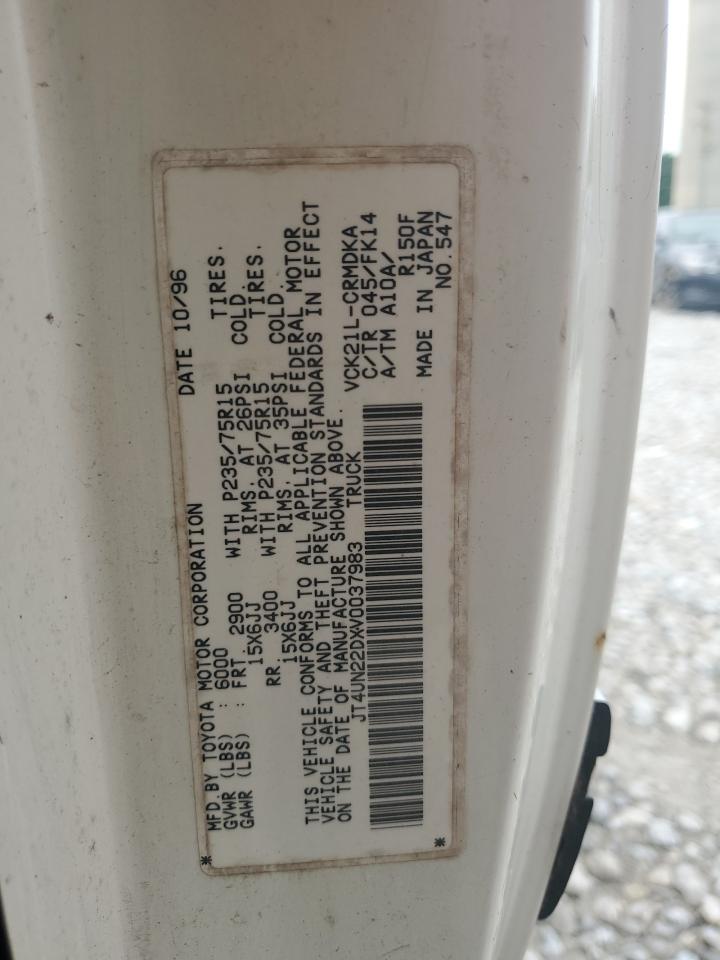 MFD.BY TOYOTA MOTOR CORPORATION DATE 10/96
GVWR (LBS) : 6000
GAWR (LBS) : FRT. 2900 WITH P235/75R15 TIRES.
15X6JJ RIMS, AT 26PSI COLD.
RR. 3400 WITH P235/75R15 TIRES.
15X6JJ RIMS, AT 35PSI COLD.
THIS VEHICLE CONFORMS TO ALL APPLICABLE FEDERAL MOTOR
VEHICLE SAFETY AND THEFT PREVENTION STANDARDS IN EFFECT
ON THE DATE OF MANUFACTURE SHOWN ABOVE.
JT4UN22DXV0037983 TRUCK VCK21L-CRMDKA
C/TR 045/FK14
A/TM A10A/
R150F
MADE IN JAPAN
NO.547